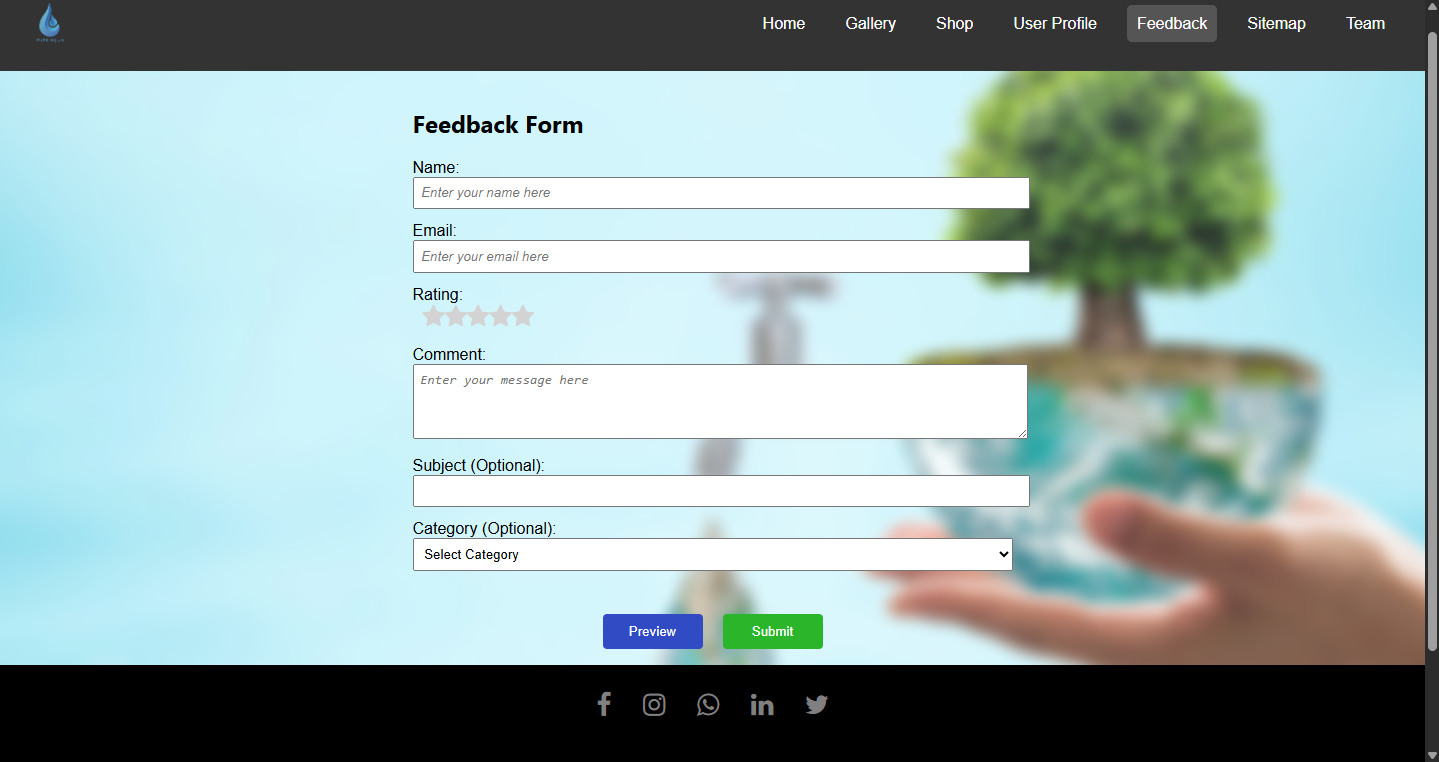 Home Gallery Shop User Profile Feedback Sitemap Team
Feedback Form
Name:
Enter your name here
Email:
Enter your email here
Rating:
Comment:
Enter your message here
Subject (Optional):
Category (Optional):
Select Category
Preview Submit